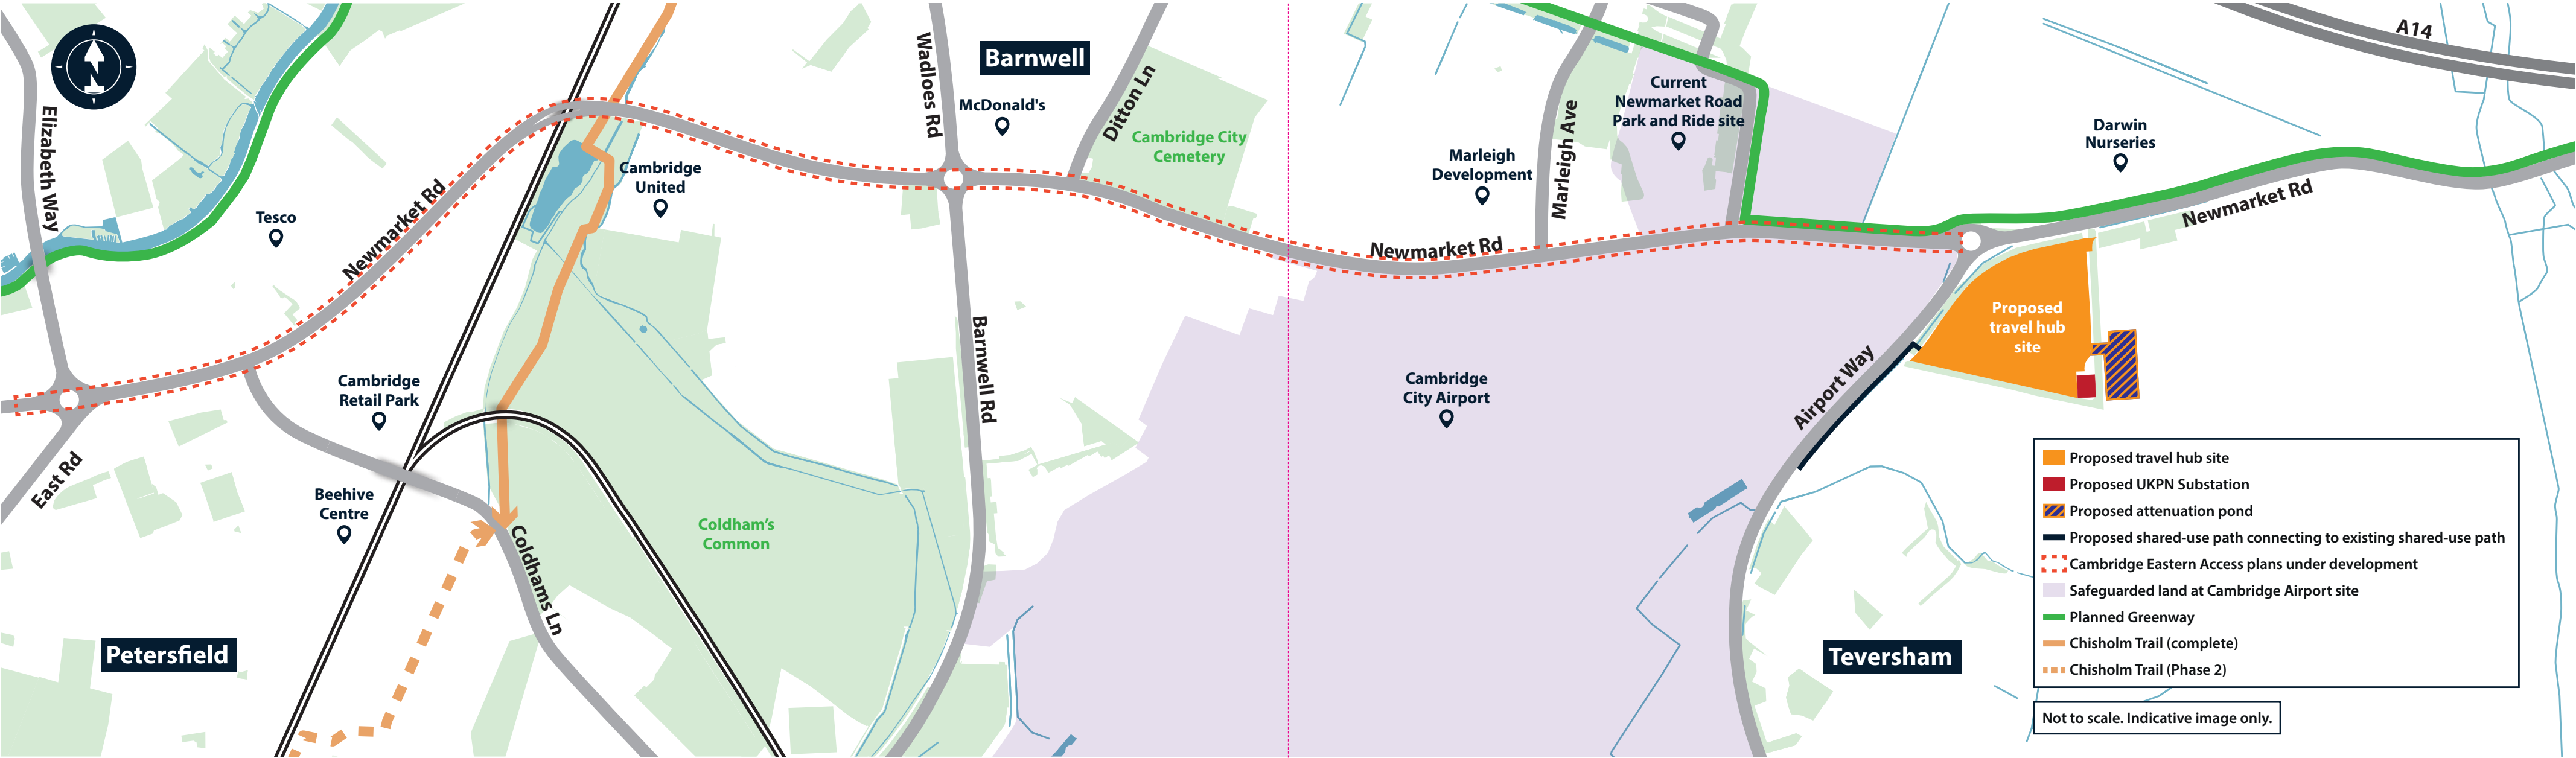 N
Elizabeth Way
Tesco
Newmarket Rd
Cambridge
United
Wadloes Rd
Barnwell
McDonald's
Ditton Ln
Cambridge City
Cemetery
Newmarket Rd
Marleigh
Development
Marleigh Ave
Current
Newmarket Road
Park and Ride site
Darwin
Nurseries
A14
Newmarket Rd
Proposed
travel hub
site
Airport Way
Cambridge
City Airport
Barnwell Rd
Cambridge
Retail Park
Beehive
Centre
East Rd
Coldham's
Common
Coldhams Ln
Petersfield
Teversham
Proposed travel hub site
Proposed UKPN Substation
Proposed attenuation pond
Proposed shared-use path connecting to existing shared-use path
Cambridge Eastern Access plans under development
Safeguarded land at Cambridge Airport site
Planned Greenway
Chisholm Trail (complete)
Chisholm Trail (Phase 2)
Not to scale. Indicative image only.